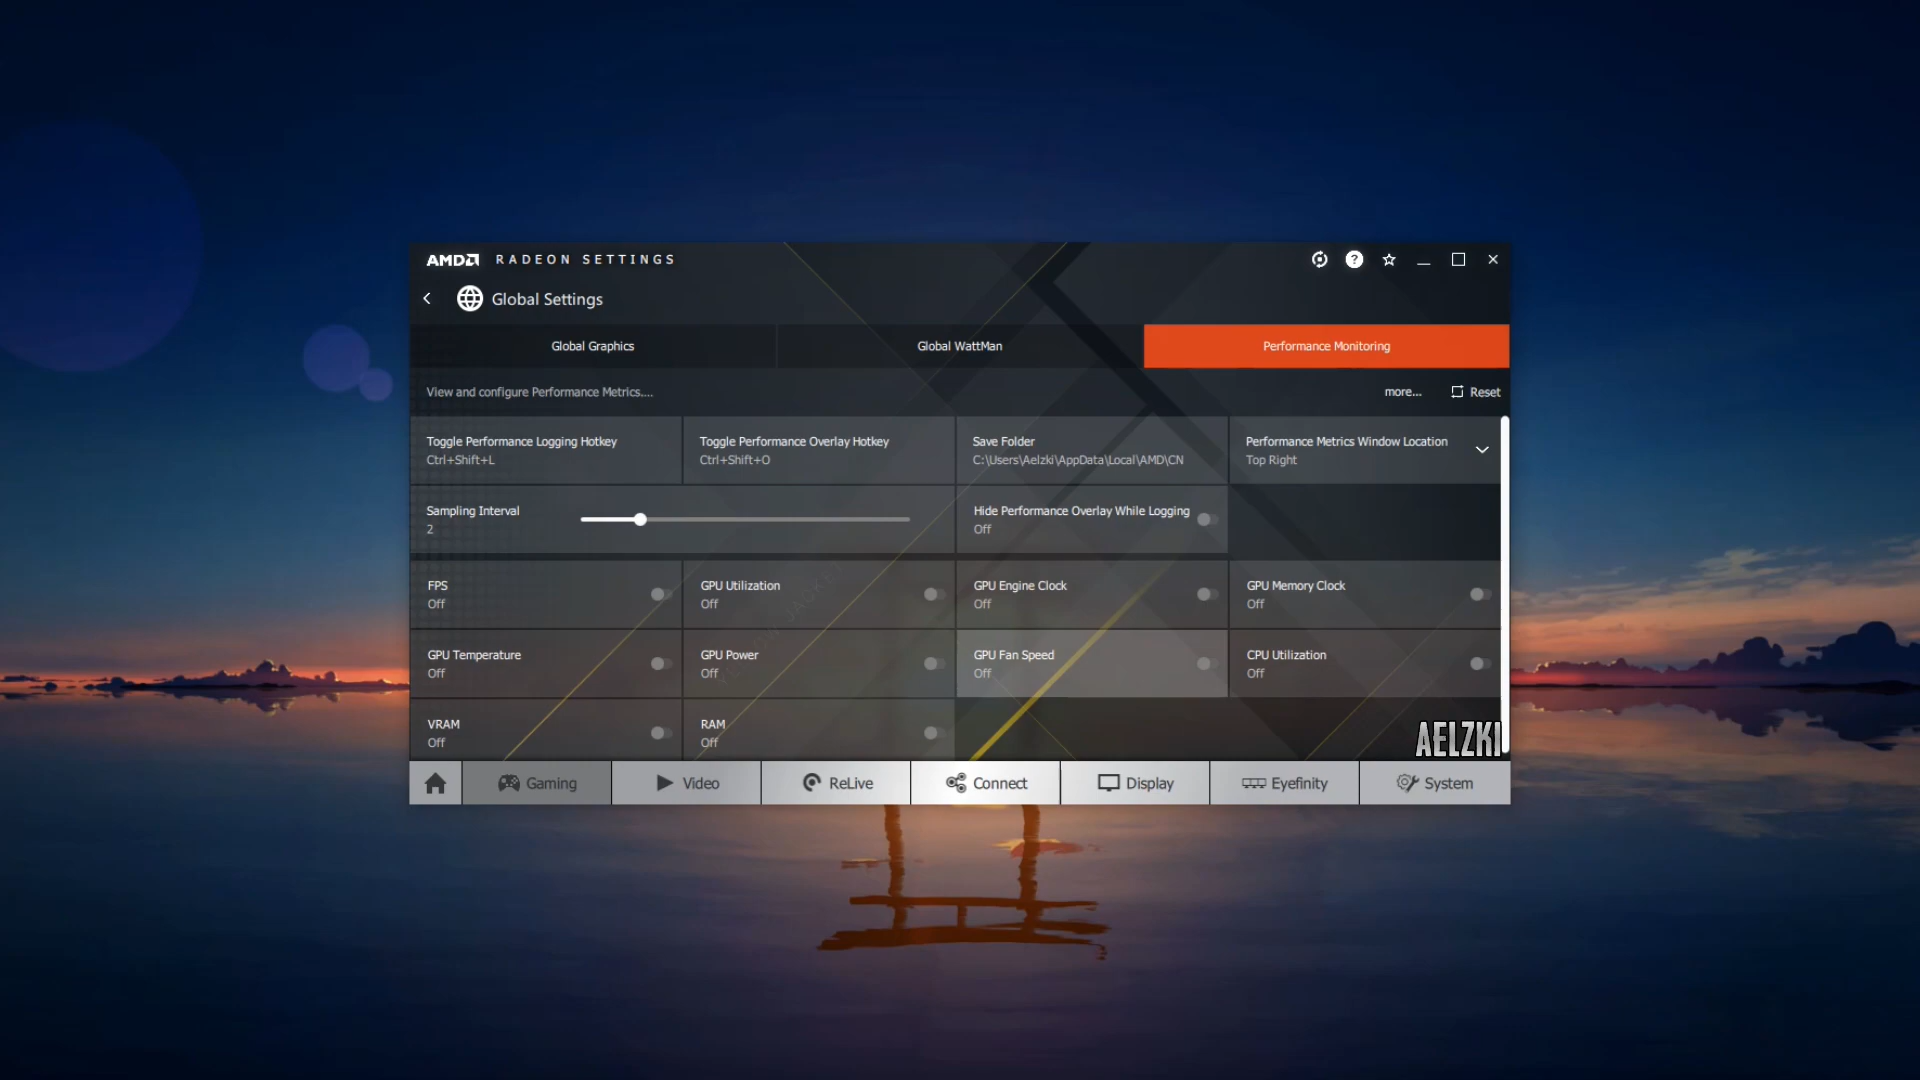 AMD RADEON SETTINGS
Global Settings
Global Graphics Global WattMan Performance Monitoring
View and configure Performance Metrics.... more... Reset
Toggle Performance Logging Hotkey
Ctrl+Shift+L
Toggle Performance Overlay Hotkey
Ctrl+Shift+O
Save Folder
C:\Users\Aelzki\AppData\Local\AMD\CN
Performance Metrics Window Location
Top Right
Sampling Interval
2
Hide Performance Overlay While Logging
Off
FPS
Off
GPU Utilization
Off
GPU Engine Clock
Off
GPU Memory Clock
Off
GPU Temperature
Off
GPU Power
Off
GPU Fan Speed
Off
CPU Utilization
Off
VRAM
Off
RAM
Off
AELZKI
Gaming Video ReLive Connect Display Eyefinity System